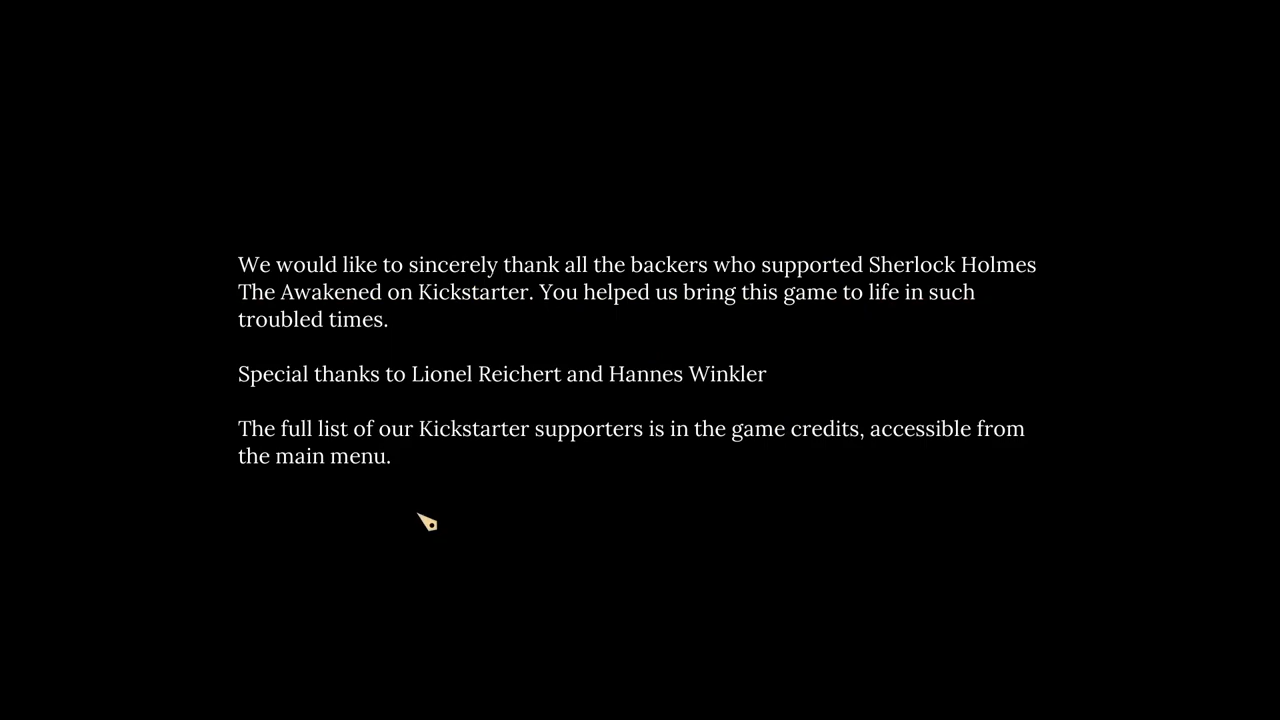 We would like to sincerely thank all the backers who supported Sherlock Holmes
The Awakened on Kickstarter. You helped us bring this game to life in such
troubled times.
Special thanks to Lionel Reichert and Hannes Winkler
The full list of our Kickstarter supporters is in the game credits, accessible from
the main menu.